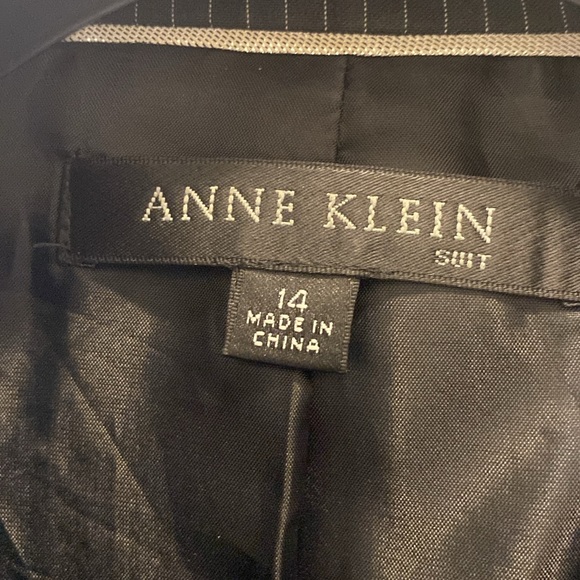 ANNE KLEIN
SUIT
14
MADE IN
CHINA